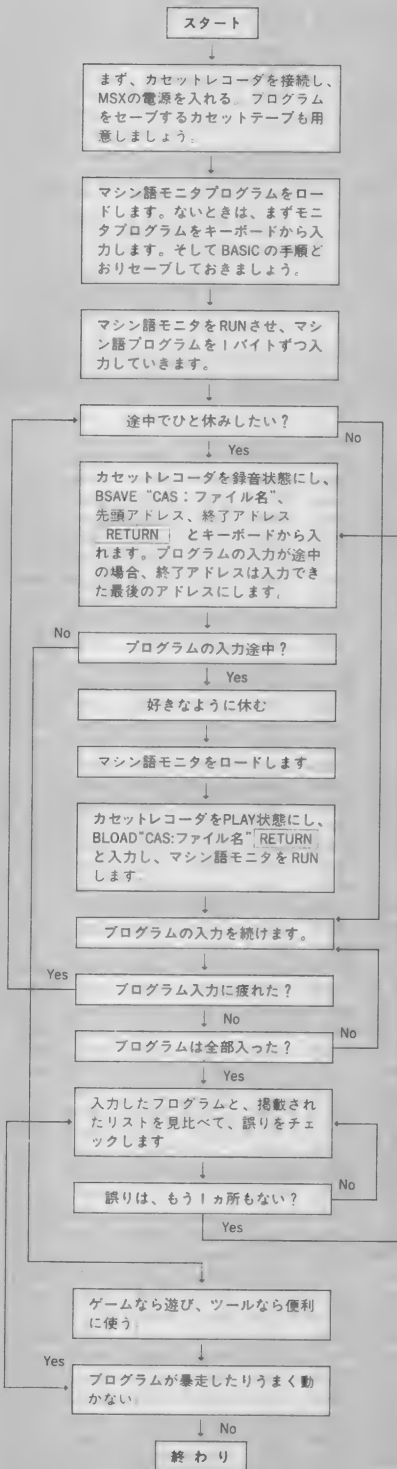 スタート
まず、カセットレコーダを接続し、
MSXの電源を入れる。プログラム
をセーブするカセットテープも用
意しましょう。
マシン語モニタプログラムをロー
ドします。ないときは、まずモニ
タプログラムをキーボードから入
力します。そしてBASICの手順ど
おりセーブしておきましょう。
マシン語モニタをRUNさせ、マシ
ン語プログラムを1バイトずつ入
力していきます。
途中でひと休みしたい？
No
Yes
カセットレコーダを録音状態にし、
BSAVE "CAS：ファイル名"、
先頭アドレス、終了アドレス
RETURN とキーボードから入
れます。プログラムの入力が途中
の場合、終了アドレスは入力でき
た最後のアドレスにします。
No
プログラムの入力途中？
Yes
好きなように休む
マシン語モニタをロードします
カセットレコーダをPLAY状態にし、
BLOAD"CAS:ファイル名" RETURN
と入力し、マシン語モニタをRUN
します
プログラムの入力を続けます。
Yes
プログラム入力に疲れた？
No
プログラムは全部入った？
No
Yes
入力したプログラムと、掲載され
たリストを見比べて、誤りをチェ
ックします
誤りは、もう1ヵ所もない？
No
Yes
ゲームなら遊び、ツールなら便利
に使う
Yes
プログラムが暴走したりうまく動
かない
No
終わり